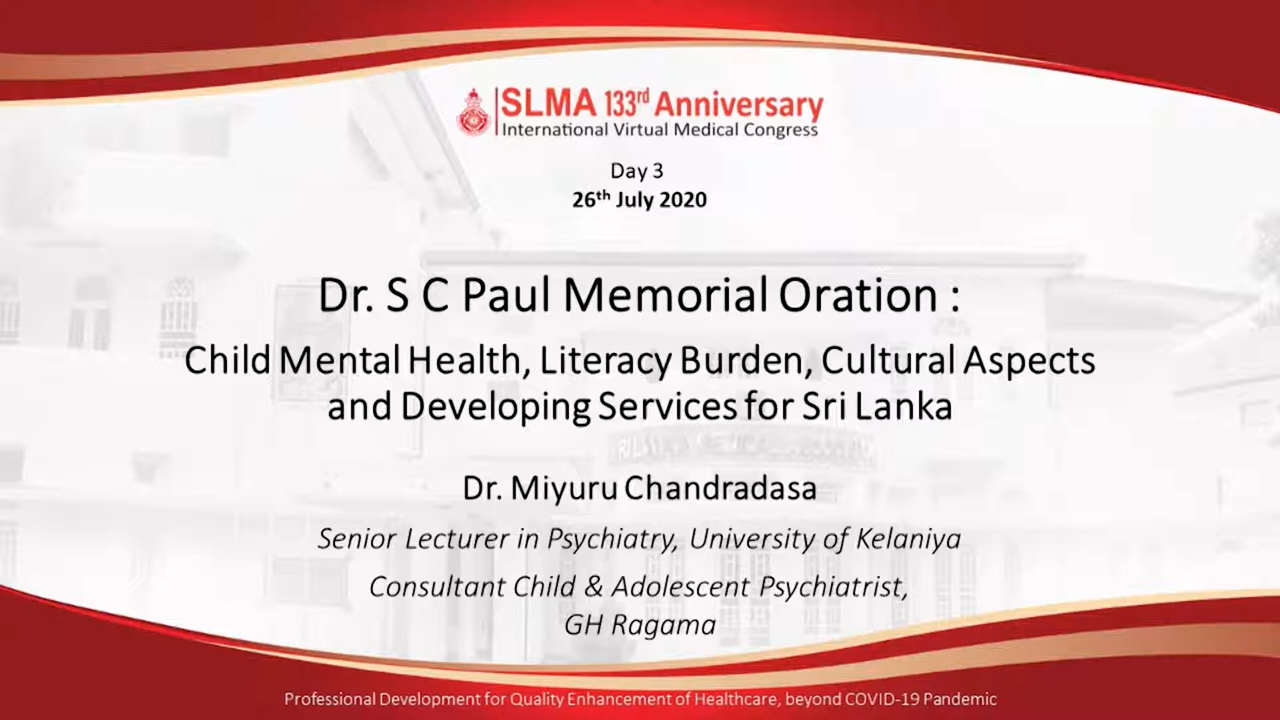 SLMA 133rd Anniversary
International Virtual Medical Congress
Day 3
26th July 2020
Dr. S C Paul Memorial Oration :
Child Mental Health, Literacy Burden, Cultural Aspects
and Developing Services for Sri Lanka
Dr. Miyuru Chandradasa
Senior Lecturer in Psychiatry, University of Kelaniya
Consultant Child & Adolescent Psychiatrist,
GH Ragama
Professional Development for Quality Enhancement of Healthcare, beyond COVID-19 Pandemic